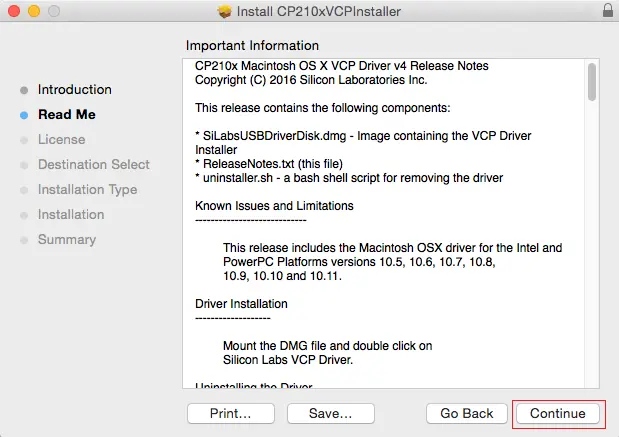 Install CP210xVCPInstaller
Important Information
Introduction
Read Me
License
Destination Select
Installation Type
Installation
Summary
CP210x Macintosh OS X VCP Driver v4 Release Notes
Copyright (C) 2016 Silicon Laboratories Inc.
This release contains the following components:
* SiLabsUSBDriverDisk.dmg - Image containing the VCP Driver
Installer
* ReleaseNotes.txt (this file)
* uninstaller.sh - a bash shell script for removing the driver
Known Issues and Limitations
----------------------------
This release includes the Macintosh OSX driver for the Intel and
PowerPC Platforms versions 10.5, 10.6, 10.7, 10.8,
10.9, 10.10 and 10.11.
Driver Installation
-------------------
Mount the DMG file and double click on
Silicon Labs VCP Driver.
Uninstalling the Driver
Print...
Save...
Go Back
Continue